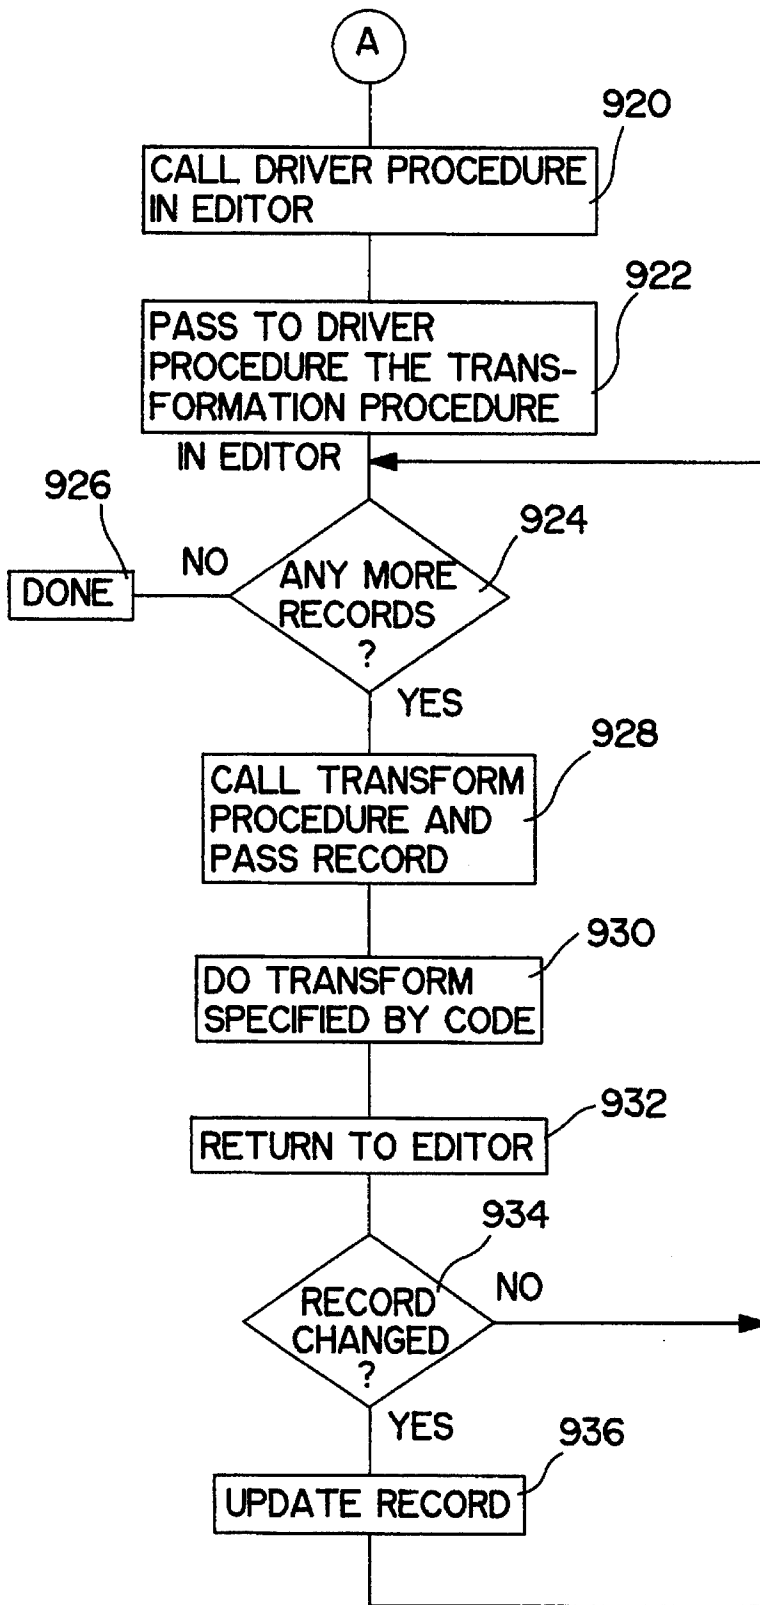 A
920
CALL DRIVER PROCEDURE
IN EDITOR
922
PASS TO DRIVER
PROCEDURE THE TRANS-
FORMATION PROCEDURE
IN EDITOR
926
924
NO
DONE
ANY MORE
RECORDS
?
YES
928
CALL TRANSFORM
PROCEDURE AND
PASS RECORD
930
DO TRANSFORM
SPECIFIED BY CODE
932
RETURN TO EDITOR
934
NO
RECORD
CHANGED
?
YES
936
UPDATE RECORD